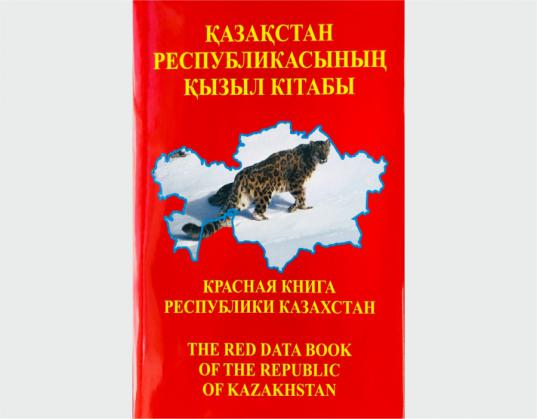 ҚАЗАҚСТАН
РЕСПУБЛИКАСЫНЫҢ
ҚЫЗЫЛ КІТАБЫ
КРАСНАЯ КНИГА
РЕСПУБЛИКИ КАЗАХСТАН
THE RED DATA BOOK
OF THE REPUBLIC
OF KAZAKHSTAN